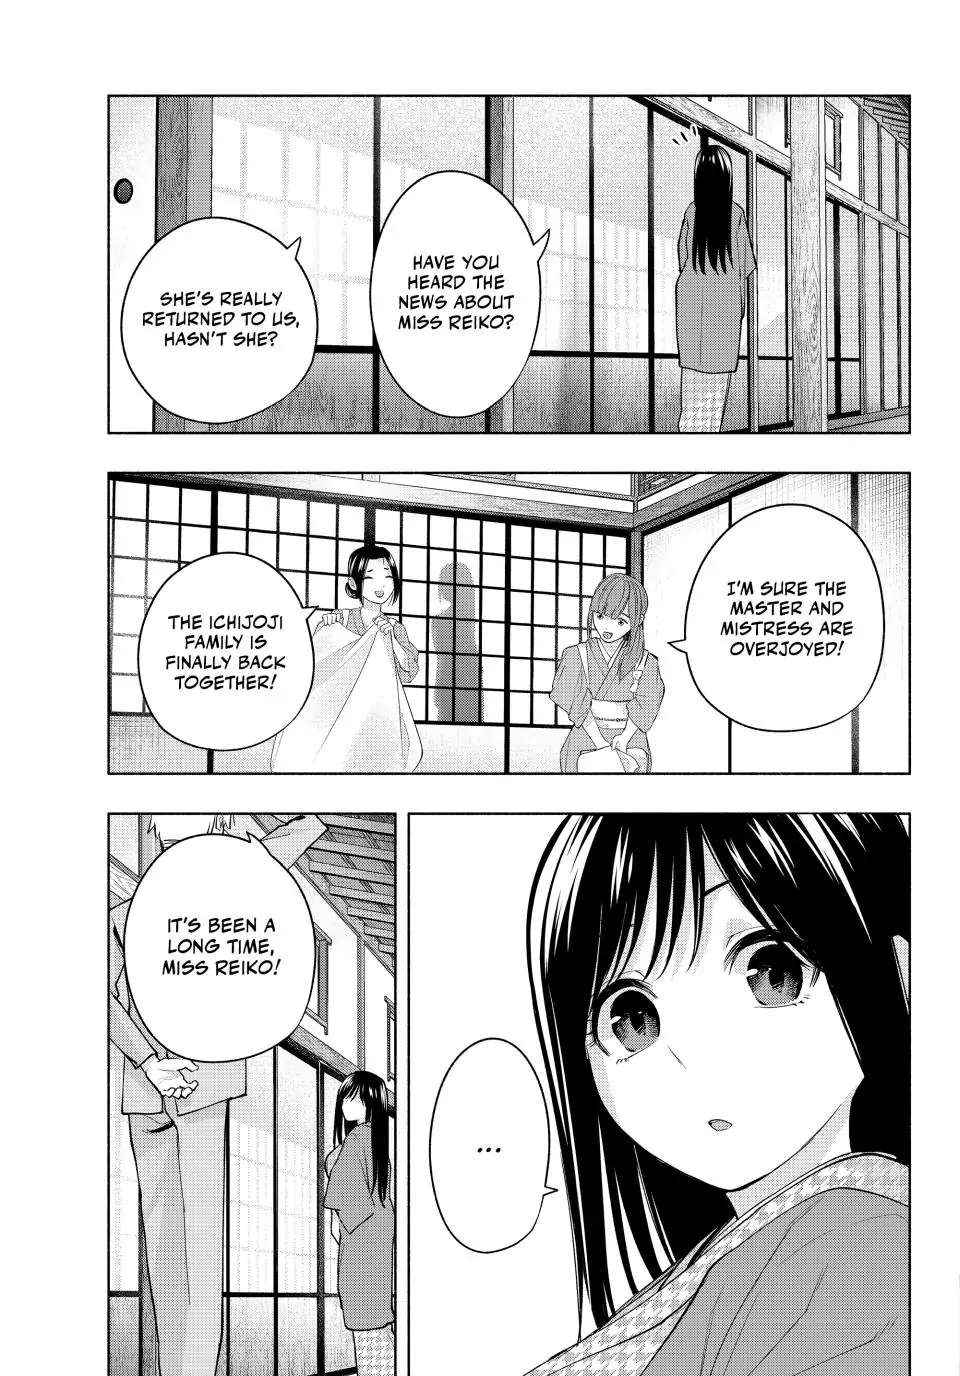 HAVE YOU
HEARD THE
NEWS ABOUT
MISS REIKO?
SHE'S REALLY
RETURNED TO US,
HASN'T SHE?
I'M SURE THE
MASTER AND
MISTRESS ARE
OVERJOYED!
THE ICHIJOJI
FAMILY IS
FINALLY BACK
TOGETHER!
...
IT'S BEEN A
LONG TIME,
MISS REIKO!